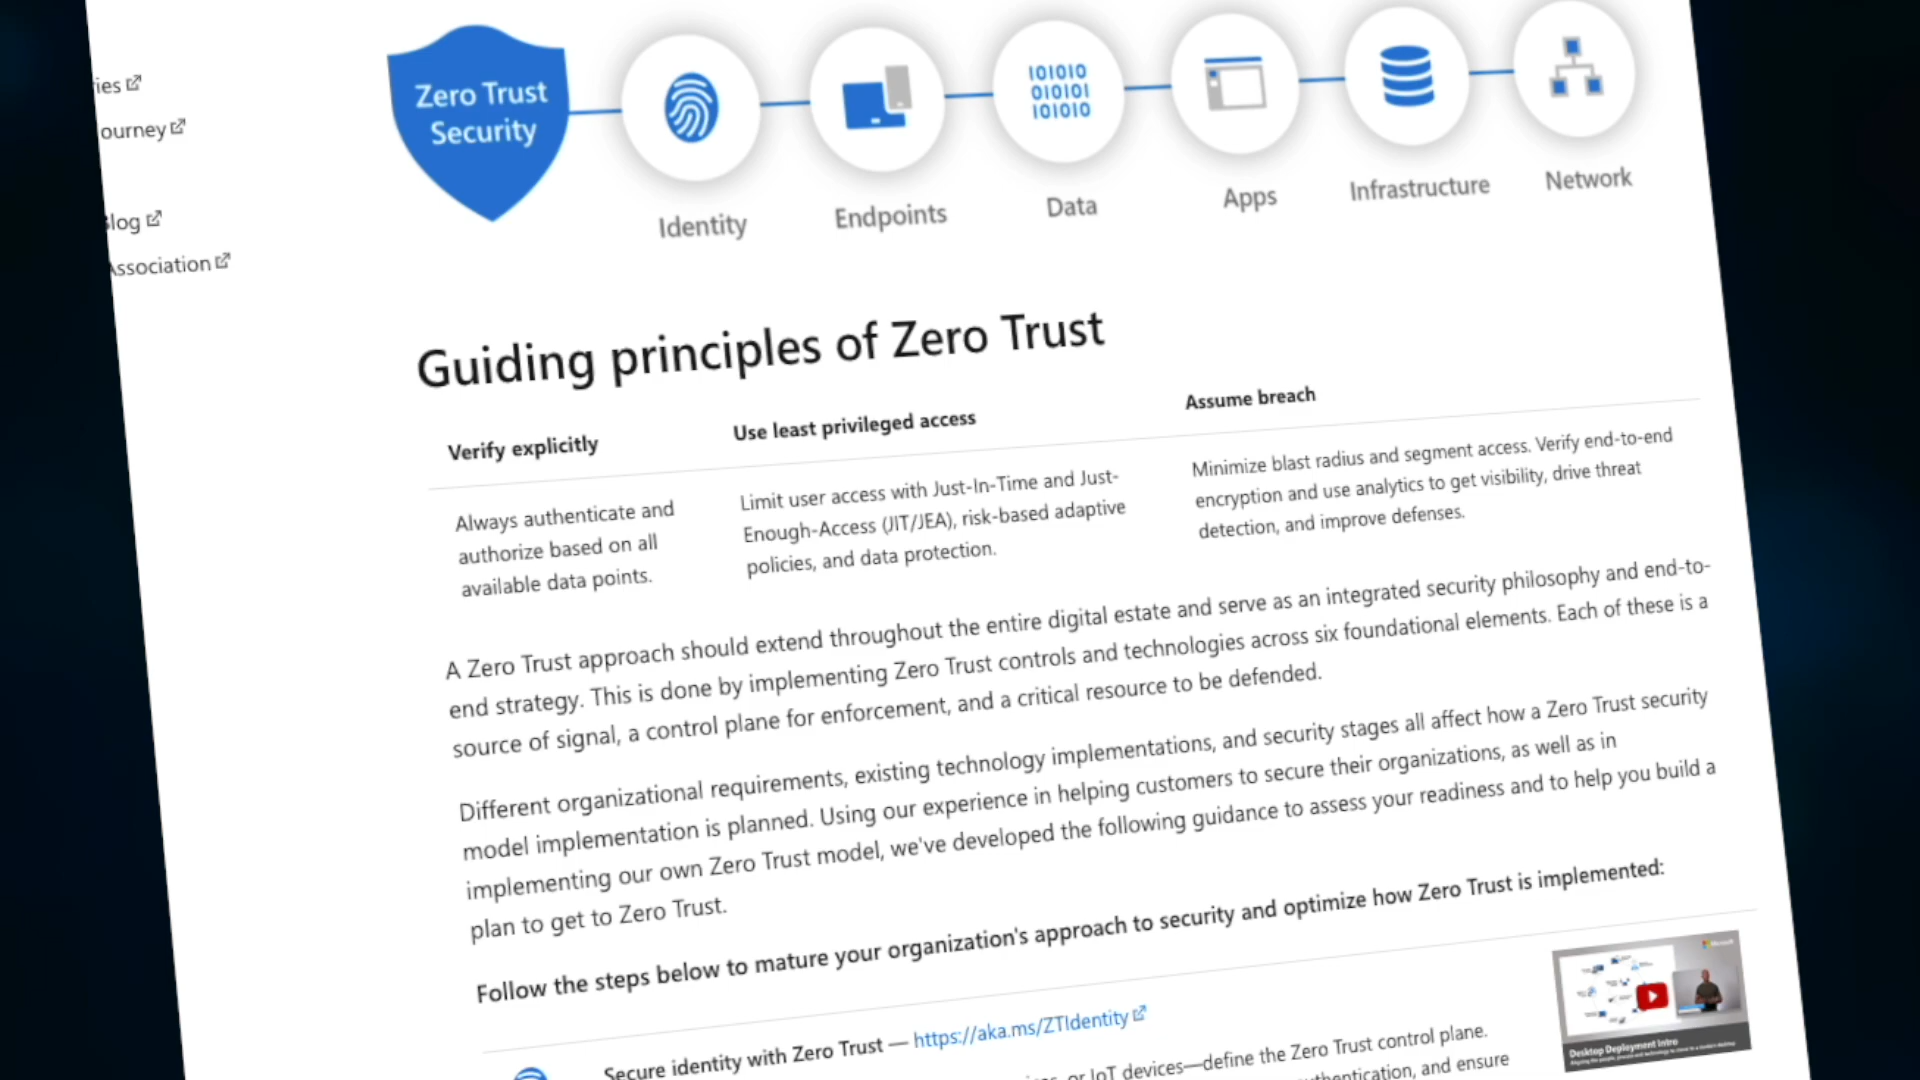 Zero Trust
Security
Identity
Endpoints
Data
Apps
Infrastructure
Network
ourney
Blog
Association
Guiding principles of Zero Trust
Verify explicitly
Use least privileged access
Assume breach
Always authenticate and
authorize based on all
available data points.
Limit user access with Just-In-Time and Just-
Enough-Access (JIT/JEA), risk-based adaptive
policies, and data protection.
Minimize blast radius and segment access. Verify end-to-end
encryption and use analytics to get visibility, drive threat
detection, and improve defenses.
A Zero Trust approach should extend throughout the entire digital estate and serve as an integrated security philosophy and end-to-
end strategy. This is done by implementing Zero Trust controls and technologies across six foundational elements. Each of these is a
source of signal, a control plane for enforcement, and a critical resource to be defended.
Different organizational requirements, existing technology implementations, and security stages all affect how a Zero Trust security
model implementation is planned. Using our experience in helping customers to secure their organizations, as well as in
implementing our own Zero Trust model, we've developed the following guidance to assess your readiness and to help you build a
plan to get to Zero Trust.
Follow the steps below to mature your organization's approach to security and optimize how Zero Trust is implemented:
Secure identity with Zero Trust — https://aka.ms/ZTIdentity
or IoT devices—define the Zero Trust control plane.
authentication, and ensure
Microsoft
Desktop Deployment Intro